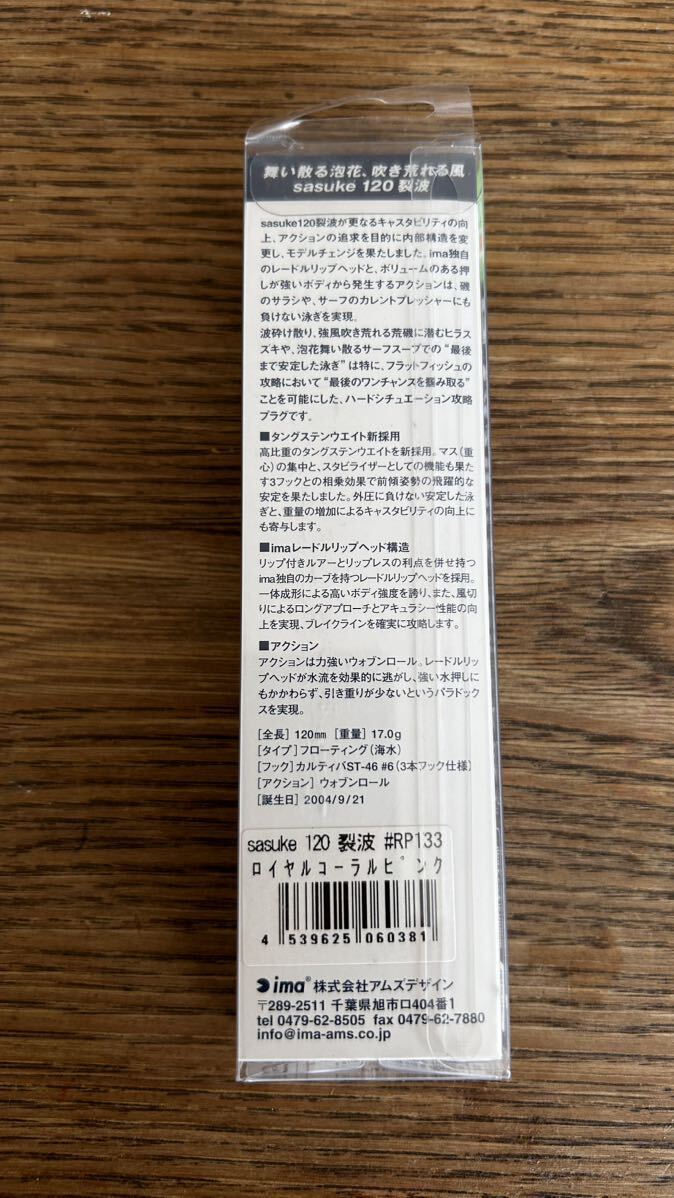 舞い散る泡花、吹き荒れる風
sasuke 120 裂波
sasuke120裂波が更なるキャスタビリティの向
上、アクションの追求を目的に内部構造を変
更し、モデルチェンジを果たしました。ima独自
のレードルリップヘッドと、ボリュームのある押
しが強いボディから発生するアクションは、磯
のサラシや、サーフのカレントプレッシャーにも
負けない泳ぎを実現。
波砕け散り、強風吹き荒れる荒磯に潜むヒラス
ズキや、泡花舞い散るサーフスープでの“最後
まで安定した泳ぎ”は特に、フラットフィッシュの
攻略において“最後のワンチャンスを掴み取る”
ことを可能にした、ハードシチュエーション攻略
プラグです。
■タングステンウエイト新採用
高比重のタングステンウエイトを新採用。マス(重
心)の集中と、スタビライザーとしての機能も果た
す3フックとの相乗効果で前傾姿勢の飛躍的な
安定を果たしました。外圧に負けない安定した泳
ぎと、重量の増加によるキャスタビリティの向上に
も寄与します。
■imaレードルリップヘッド構造
リップ付きルアーとリップレスの利点を併せ持つ
ima独自のカーブを持つレードルリップヘッドを採用。
一体成形による高いボディ強度を誇り、また、風切
りによるロングアプローチとアキュラシー性能の向
上を実現、ブレイクラインを確実に攻略します。
■アクション
アクションは力強いウォブンロール。レードルリッ
プヘッドが水流を効果的に逃がし、強い水押しに
もかかわらず、引き重りが少ないというパラドック
スを実現。
[全長] 120mm [重量] 17.0g
[タイプ] フローティング(海水)
[フック] カルティバST-46 #6(3本フック仕様)
[アクション] ウォブンロール
[誕生日] 2004/9/21
sasuke 120 裂波 #RP133
ロイヤルコーラルピンク
4 539625 060381
ima® 株式会社アムズデザイン
〒289-2511 千葉県旭市ロ404番1
tel 0479-62-8505 fax 0479-62-7880
info@ima-ams.co.jp